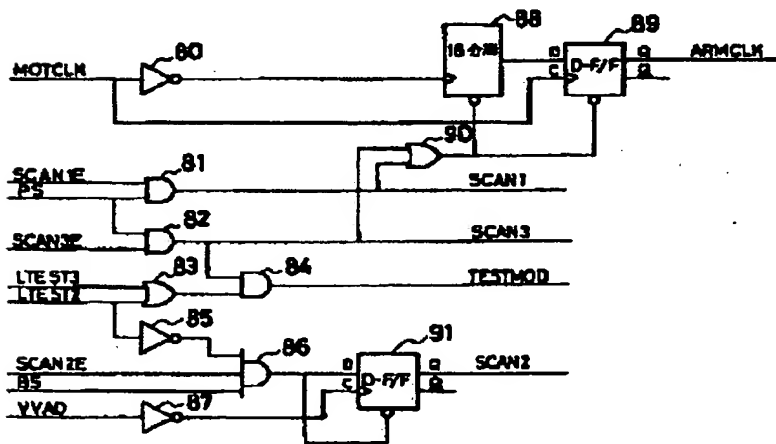 88
80
16分周
89
MOTCLK
D
D-F/F
Q
ARMCLK
C
Q
90
SCAN1E
81
PS
SCAN1
82
SCAN3E
SCAN3
LTEST3
83
84
LTEST2
TESTMOD
85
86
91
SCAN2E
D
D-F/F
Q
SCAN2
BS
C
Q
VVAD
87